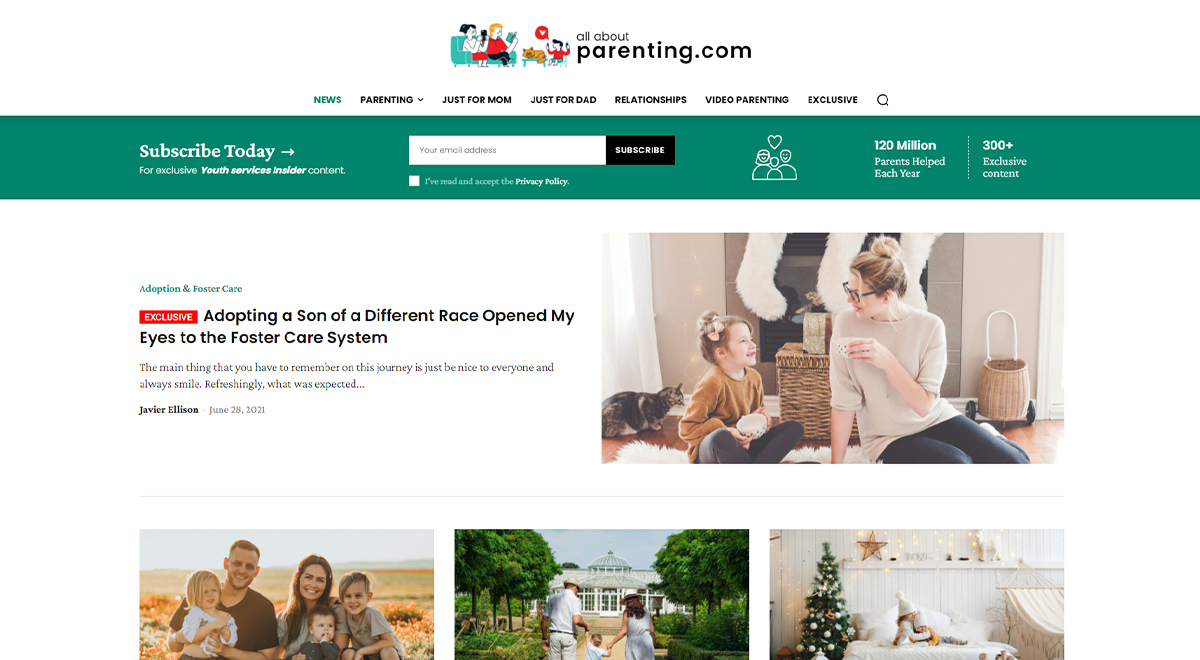 all about
parenting.com
NEWS PARENTING JUST FOR MOM JUST FOR DAD RELATIONSHIPS VIDEO PARENTING EXCLUSIVE
Subscribe Today →
For exclusive Youth services Insider content.
Your email address
SUBSCRIBE
I've read and accept the Privacy Policy.
120 Million
Parents Helped
Each Year
300+
Exclusive
content
Adoption & Foster Care
EXCLUSIVE Adopting a Son of a Different Race Opened My
Eyes to the Foster Care System
The main thing that you have to remember on this journey is just be nice to everyone and
always smile. Refreshingly, what was expected...
Javier Ellison - June 28, 2021